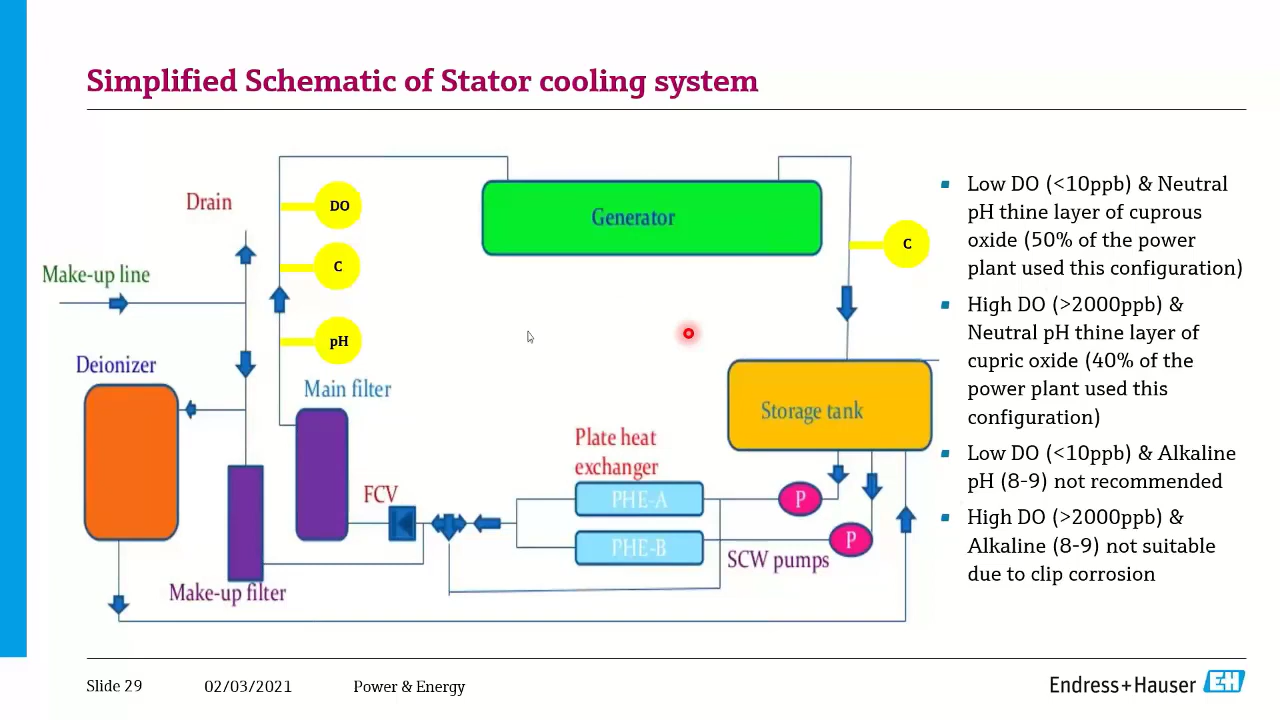 Simplified Schematic of Stator cooling system
Drain
DO
Generator
C
C
Make-up line
pH
Deionizer
Main filter
Storage tank
Plate heat
exchanger
FCV
PHE-A
P
PHE-B
P
SCW pumps
Make-up filter
Low DO (<10ppb) & Neutral
pH thine layer of cuprous
oxide (50% of the power
plant used this configuration)
High DO (>2000ppb) &
Neutral pH thine layer of
cupric oxide (40% of the
power plant used this
configuration)
Low DO (<10ppb) & Alkaline
pH (8-9) not recommended
High DO (>2000ppb) &
Alkaline (8-9) not suitable
due to clip corrosion
Slide 29
02/03/2021
Power & Energy
Endress+Hauser EH